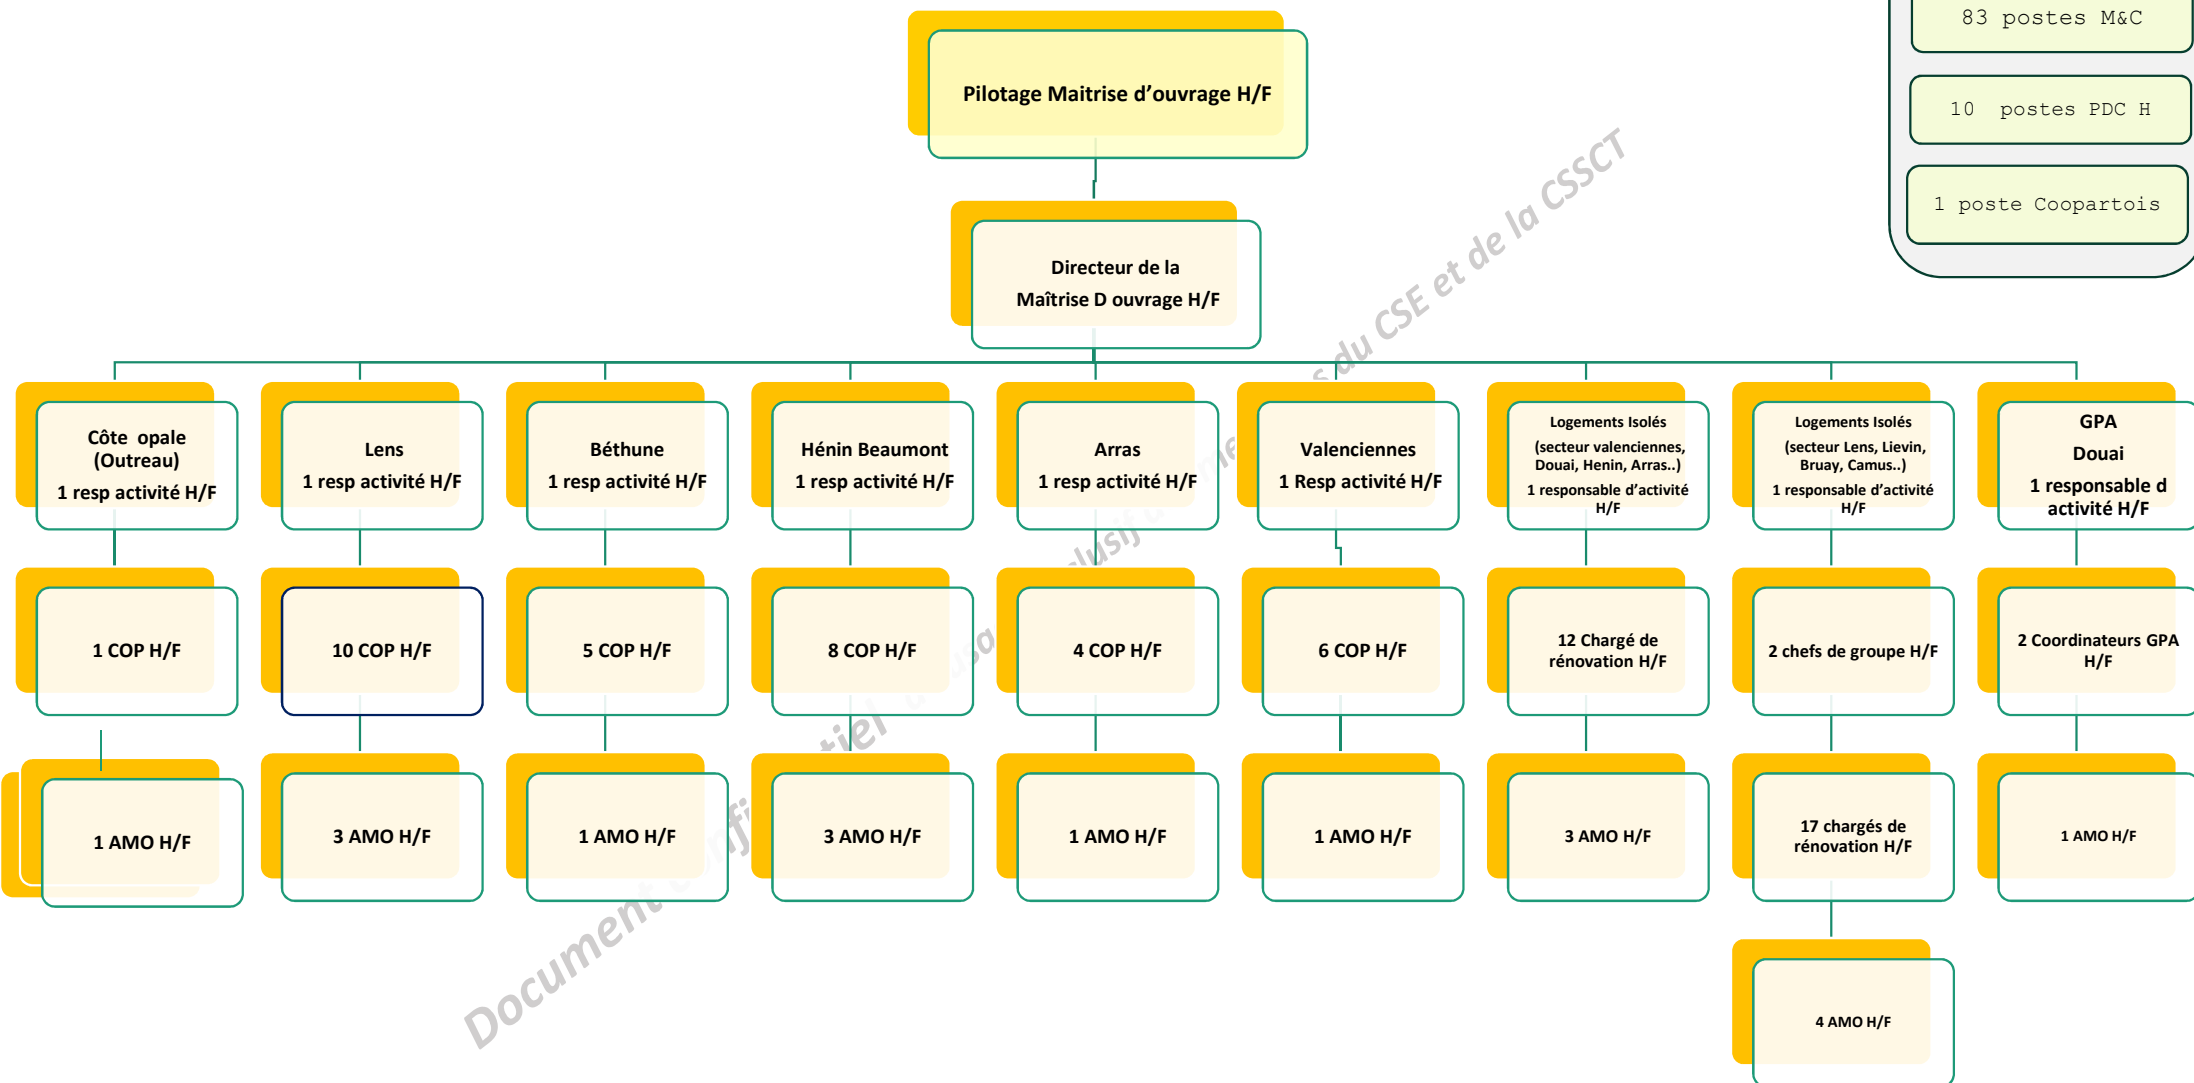 83 postes M&C
10 postes PDC H
1 poste Coopartois
Pilotage Maitrise d'ouvrage H/F
Directeur de la
Maîtrise D ouvrage H/F
Côte opale
(Outreau)
1 resp activité H/F
Lens
1 resp activité H/F
Béthune
1 resp activité H/F
Hénin Beaumont
1 resp activité H/F
Arras
1 resp activité H/F
Valenciennes
1 Resp activité H/F
Logements Isolés
(secteur valenciennes,
Douai, Henin, Arras..)
1 responsable d'activité
H/F
Logements Isolés
(secteur Lens, Lievin,
Bruay, Camus..)
1 responsable d'activité
H/F
GPA
Douai
1 responsable d
activité H/F
1 COP H/F
10 COP H/F
5 COP H/F
8 COP H/F
4 COP H/F
6 COP H/F
12 Chargé de
rénovation H/F
2 chefs de groupe H/F
2 Coordinateurs GPA
H/F
1 AMO H/F
3 AMO H/F
1 AMO H/F
3 AMO H/F
1 AMO H/F
1 AMO H/F
3 AMO H/F
17 chargés de
rénovation H/F
1 AMO H/F
4 AMO H/F
Document du CSE et de la CSSCT